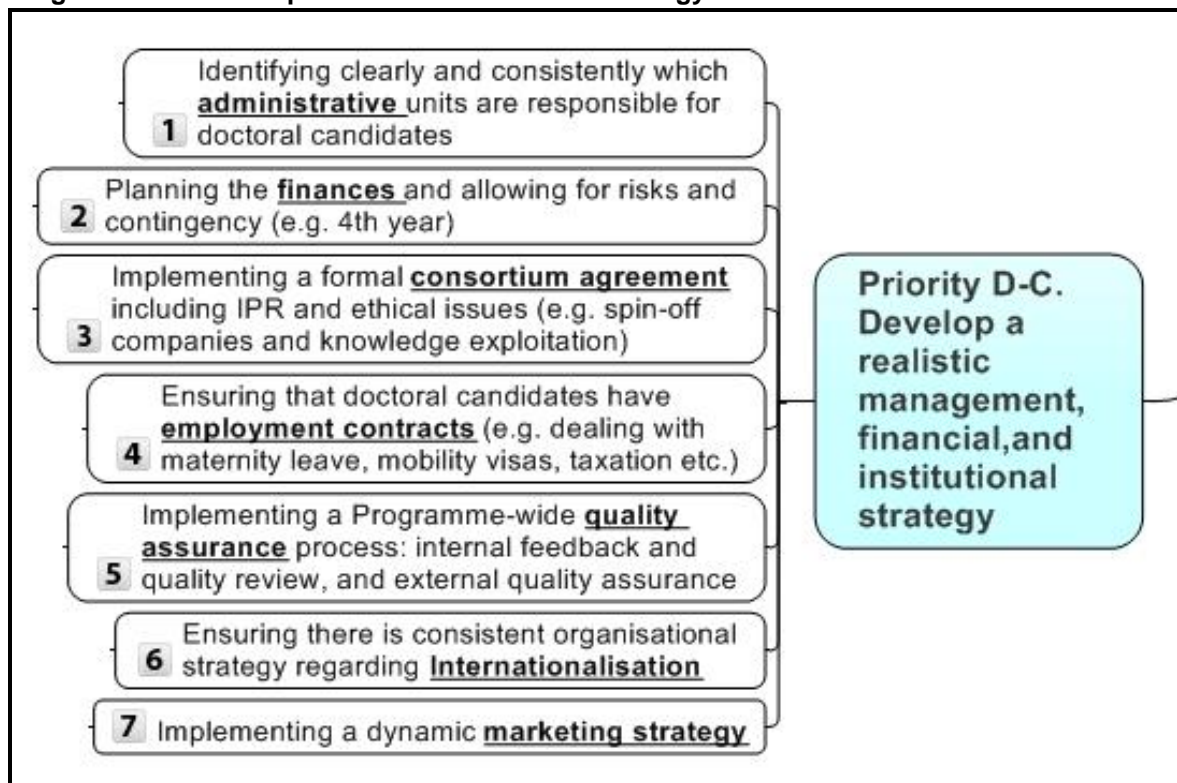 Identifying clearly and consistently which
administrative units are responsible for
1 doctoral candidates
Planning the finances and allowing for risks and
2 contingency (e.g. 4th year)
Implementing a formal consortium agreement
including IPR and ethical issues (e.g. spin-off
3 companies and knowledge exploitation)
Ensuring that doctoral candidates have
employment contracts (e.g. dealing with
4 maternity leave, mobility visas, taxation etc.)
Implementing a Programme-wide quality
assurance process: internal feedback and
5 quality review, and external quality assurance
Ensuring there is consistent organisational
6 strategy regarding Internationalisation
7 Implementing a dynamic marketing strategy
Priority D-C.
Develop a
realistic
management,
financial,and
institutional
strategy